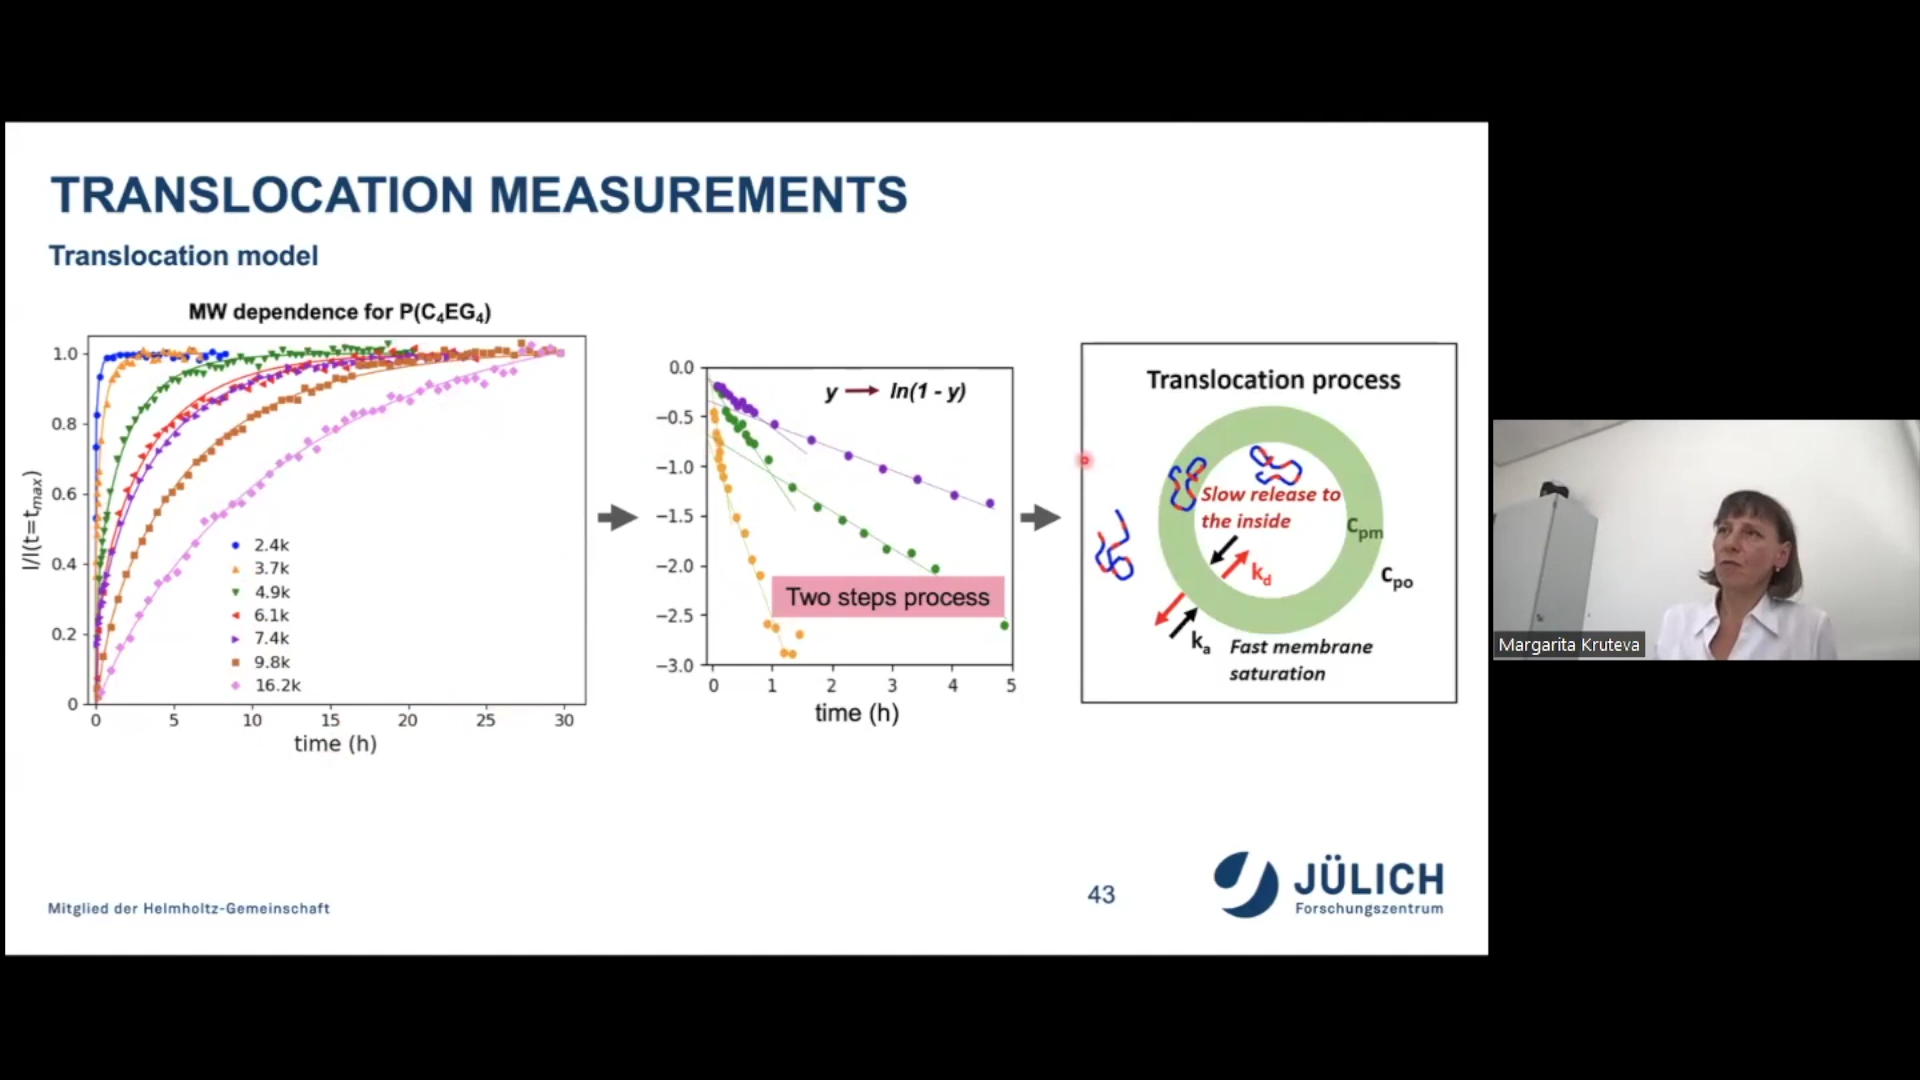 TRANSLOCATION MEASUREMENTS
Translocation model
MW dependence for P(C₄EG₄)
I/I(t=tₘₐₓ)
1.0
0.8
0.6
0.4
0.2
0
0 5 10 15 20 25 30
time (h)
2.4k
3.7k
4.9k
6.1k
7.4k
9.8k
16.2k
0.0
−0.5
−1.0
−1.5
−2.0
−2.5
−3.0
y → ln(1 - y)
Two steps process
0 1 2 3 4 5
time (h)
Translocation process
Slow release to
the inside
Cpm
kd
Cpo
ka
Fast membrane
saturation
Margarita Kruteva
Mitglied der Helmholtz-Gemeinschaft
43
JÜLICH
Forschungszentrum